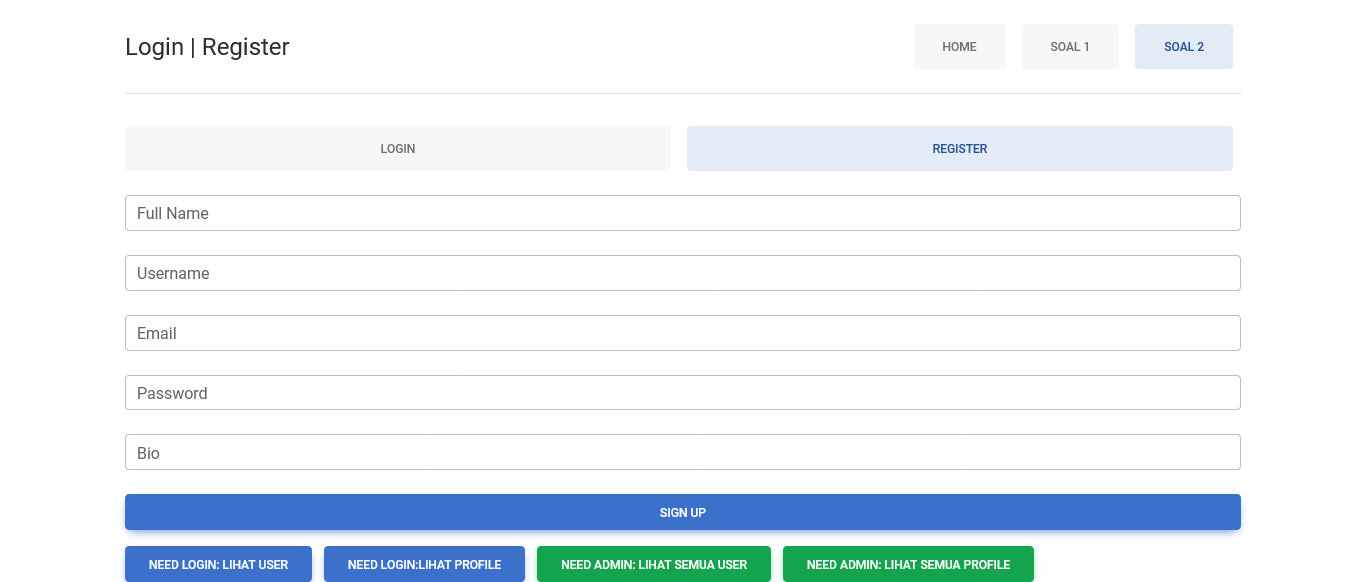 Login | Register
HOME
SOAL 1
SOAL 2
LOGIN
REGISTER
Full Name
Username
Email
Password
Bio
SIGN UP
NEED LOGIN: LIHAT USER
NEED LOGIN:LIHAT PROFILE
NEED ADMIN: LIHAT SEMUA USER
NEED ADMIN: LIHAT SEMUA PROFILE